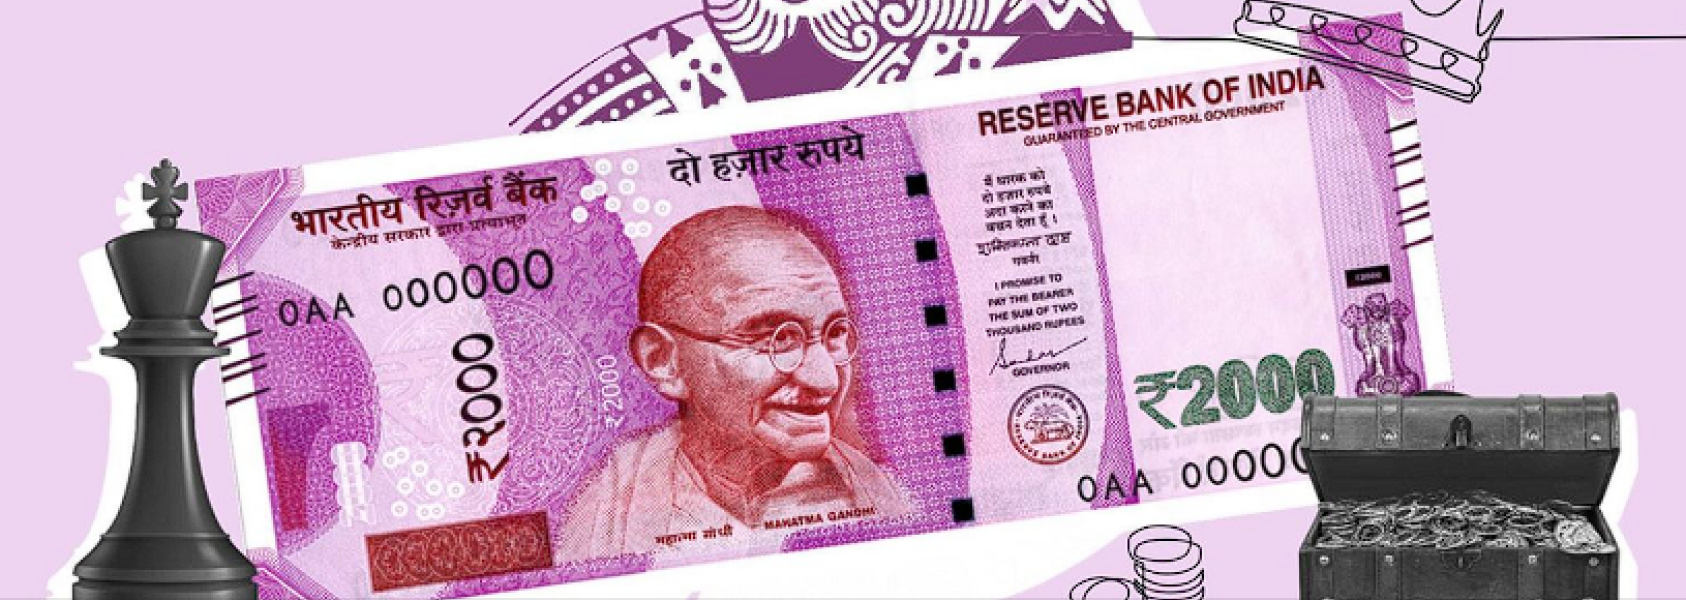 भारतीय रिज़र्व बैंक
केन्द्रीय सरकार द्वारा प्रत्याभूत
दो हज़ार रुपये
0AA 000000
₹२०००
₹2000
महात्मा गांधी
MAHATMA GANDHI
RESERVE BANK OF INDIA
GUARANTEED BY THE CENTRAL GOVERNMENT
मैं धारक को
दो हज़ार रुपये
अदा करने का
वचन देता हूँ।
गवर्नर
I PROMISE TO
PAY THE BEARER
THE SUM OF TWO
THOUSAND RUPEES
GOVERNOR
₹2000
₹2000
0AA 00000